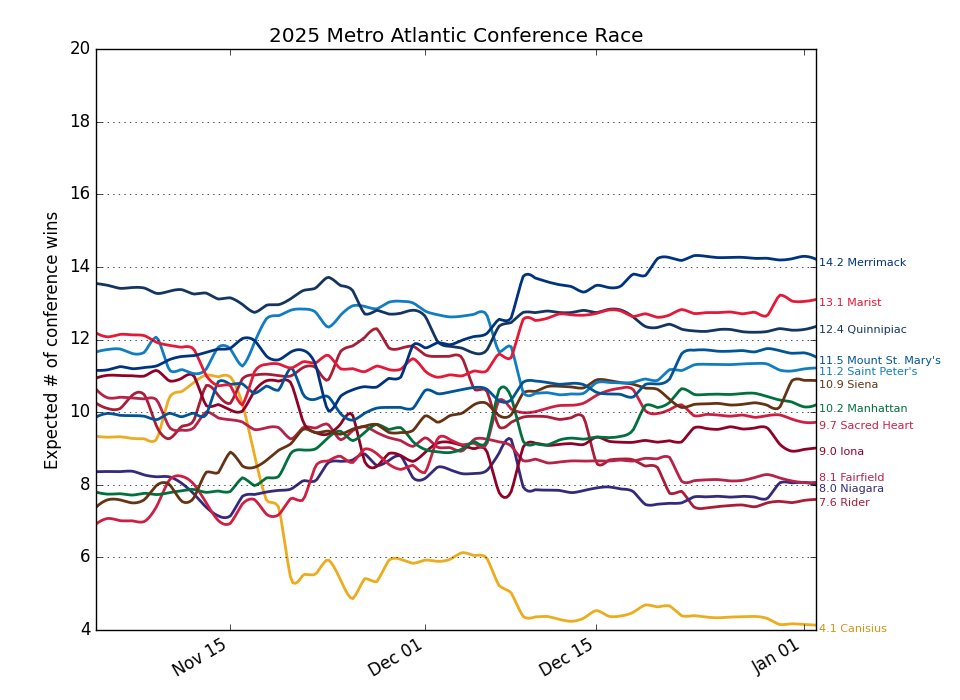 2025 Metro Atlantic Conference Race
Expected # of conference wins
20
18
16
14
12
10
8
6
4
14.2 Merrimack
13.1 Marist
12.4 Quinnipiac
11.5 Mount St. Mary's
11.2 Saint Peter's
10.9 Siena
10.2 Manhattan
9.7 Sacred Heart
9.0 Iona
8.1 Fairfield
8.0 Niagara
7.6 Rider
4.1 Canisius
Nov 15
Dec 01
Dec 15
Jan 01